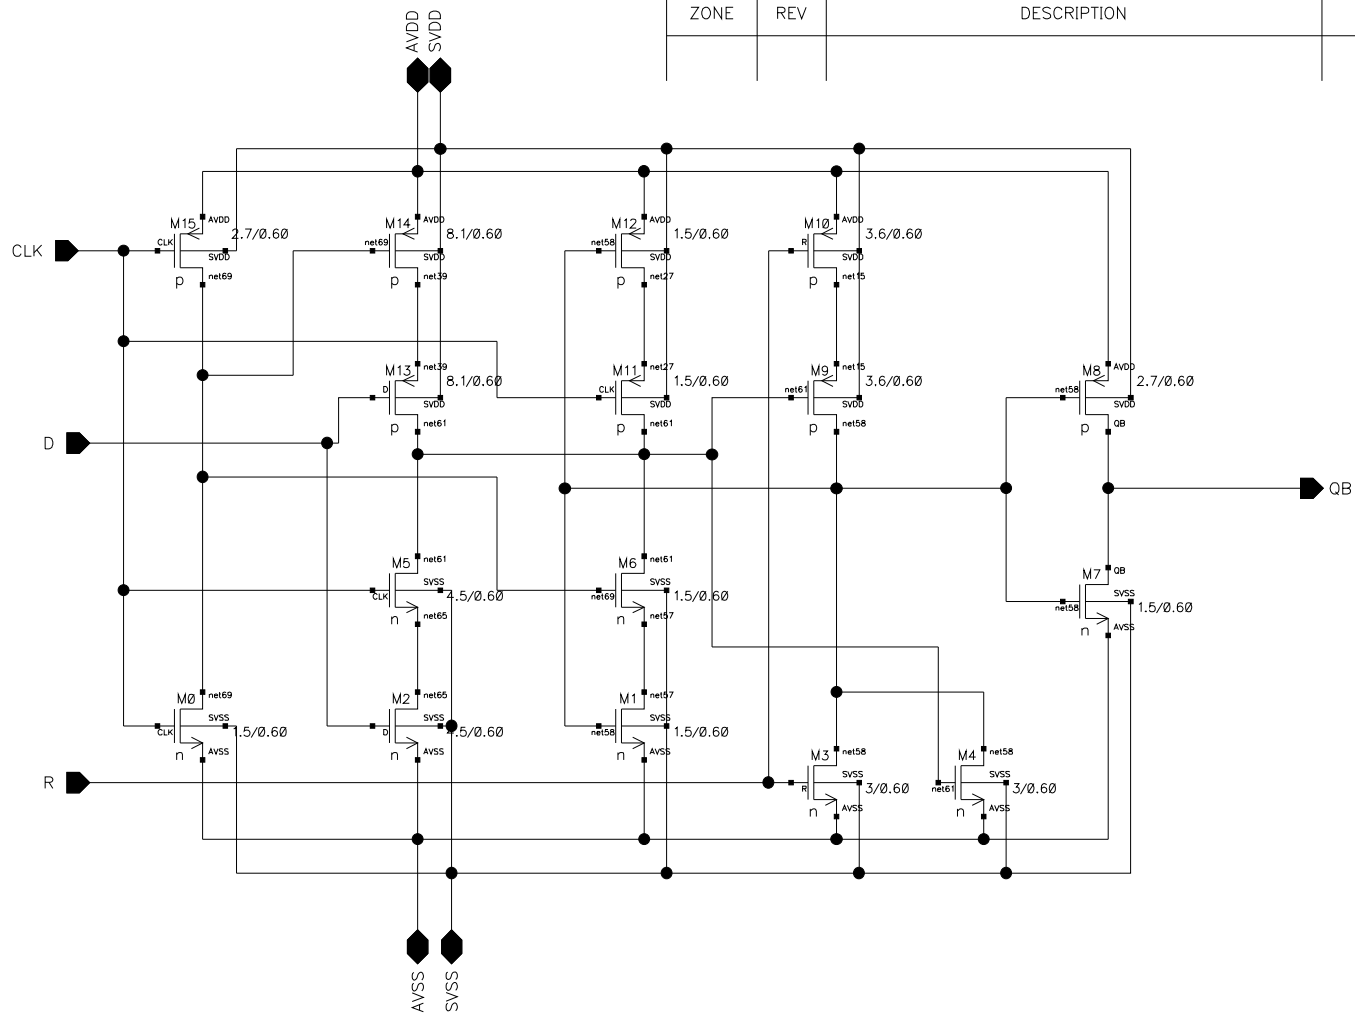 ZONE REV DESCRIPTION
AVDD SVDD
M15 AVDD 2.7/0.60 M14 AVDD 8.1/0.60 M12 AVDD 1.5/0.60 M10 AVDD 3.6/0.60
CLK CLK SVDD net69 SVDD net58 SVDD R SVDD
p net69 p net39 p net27 p net15
M13 net39 8.1/0.60 M11 net27 1.5/0.60 M9 net15 3.6/0.60 M8 AVDD 2.7/0.60
D SVDD CLK SVDD net61 SVDD net58 SVDD
p net61 p net61 p net58 p QB
D
QB
M5 net61 M6 net61 M7 QB
CLK SVSS 4.5/0.60 net69 SVSS 1.5/0.60 net58 SVSS 1.5/0.60
n net65 n net57 n AVSS
M0 net69 M2 net65 M1 net57
CLK SVSS 1.5/0.60 D SVSS 4.5/0.60 net58 SVSS 1.5/0.60
n AVSS n AVSS n AVSS
M3 net58 M4 net58
R R SVSS 3/0.60 net61 SVSS 3/0.60
n AVSS n AVSS
AVSS SVSS